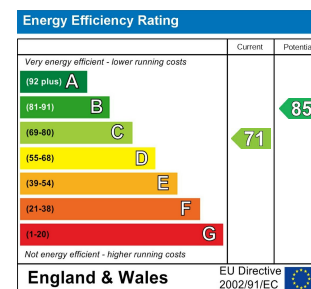 Energy Efficiency Rating
Current Potentia
Very energy efficient - lower running costs
(92 plus) A
(81-91) B
(69-80) C
(55-68) D
(39-54) E
(21-38) F
(1-20) G
71
85
Not energy efficient - higher running costs
England & Wales
EU Directive
2002/91/EC